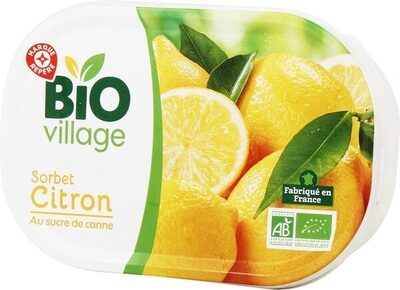 MARQUE
REPÈRE
BiO
village
Sorbet
Citron
Au sucre de canne
Fabriqué en
France
AB